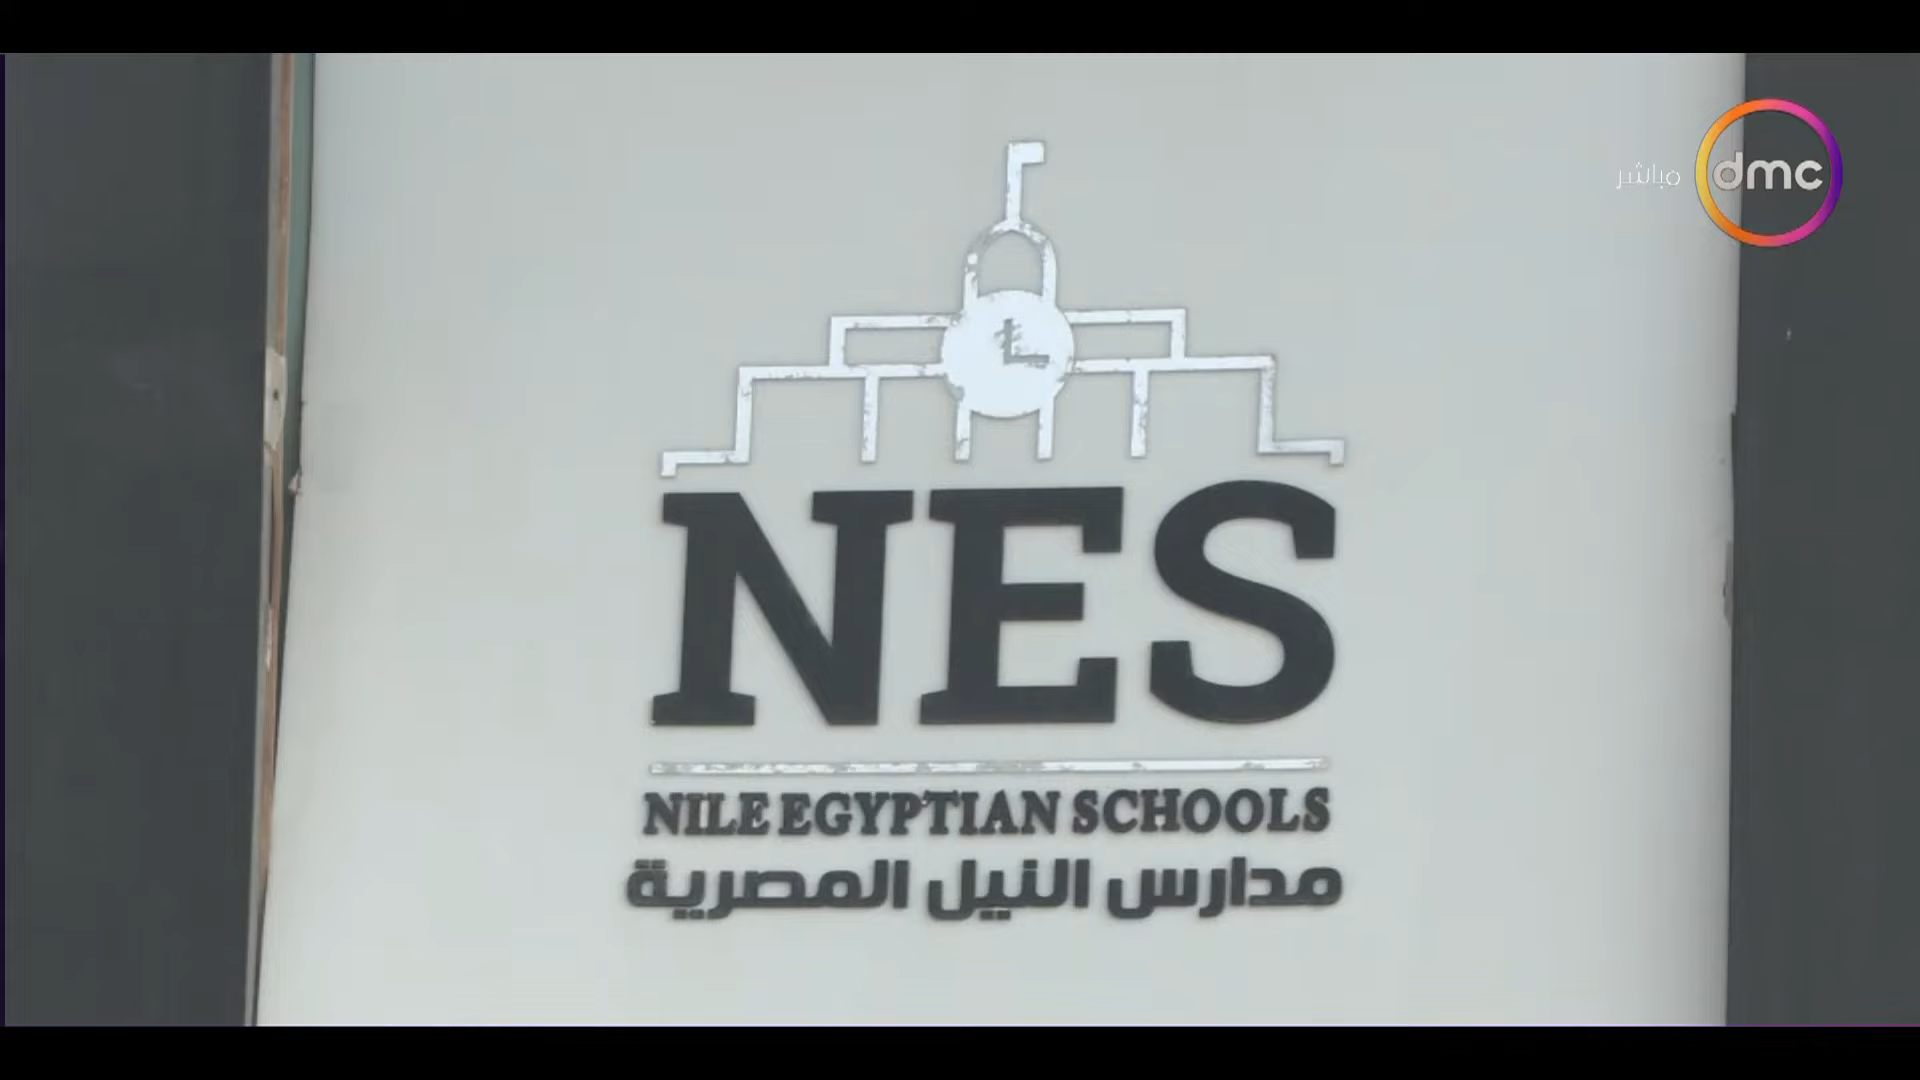 مباشر
dmc
NES
NILE EGYPTIAN SCHOOLS
مدارس النيل المصرية